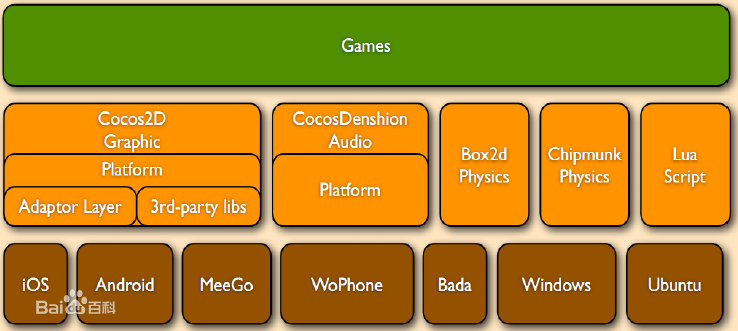 Games
Cocos2D
Graphic
Platform
Adaptor Layer
3rd-party libs
CocosDenshion
Audio
Platform
Box2d
Physics
Chipmunk
Physics
Lua
Script
iOS
Android
MeeGo
WoPhone
Bada
Windows
Ubuntu
Bai百科